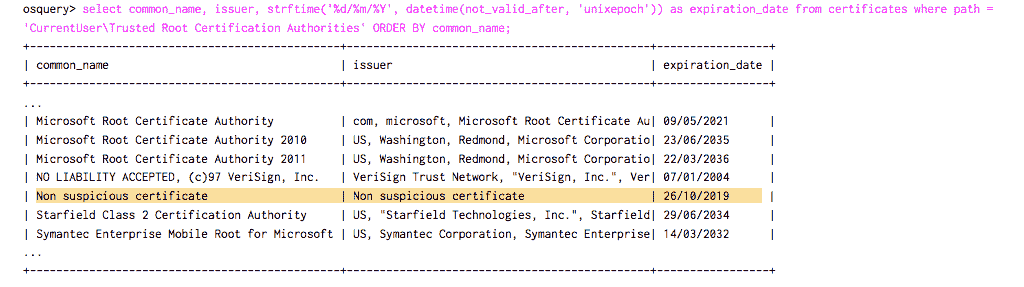 osquery> select common_name, issuer, strftime('%d/%m/%Y', datetime(not_valid_after, 'unixepoch')) as expiration_date from certificates where path =
'CurrentUser\Trusted Root Certification Authorities' ORDER BY common_name;
+-----------------------------------------------+----------------------------------------------+-----------------+
| common_name | issuer | expiration_date |
+-----------------------------------------------+----------------------------------------------+-----------------+
...
| Microsoft Root Certificate Authority | com, microsoft, Microsoft Root Certificate Au| 09/05/2021 |
| Microsoft Root Certificate Authority 2010 | US, Washington, Redmond, Microsoft Corporatio| 23/06/2035 |
| Microsoft Root Certificate Authority 2011 | US, Washington, Redmond, Microsoft Corporatio| 22/03/2036 |
| NO LIABILITY ACCEPTED, (c)97 VeriSign, Inc. | VeriSign Trust Network, "VeriSign, Inc.", Ver| 07/01/2004 |
| Non suspicious certificate | Non suspicious certificate | 26/10/2019 |
| Starfield Class 2 Certification Authority | US, "Starfield Technologies, Inc.", Starfield| 29/06/2034 |
| Symantec Enterprise Mobile Root for Microsoft | US, Symantec Corporation, Symantec Enterprise| 14/03/2032 |
...
+-----------------------------------------------+----------------------------------------------+-----------------+